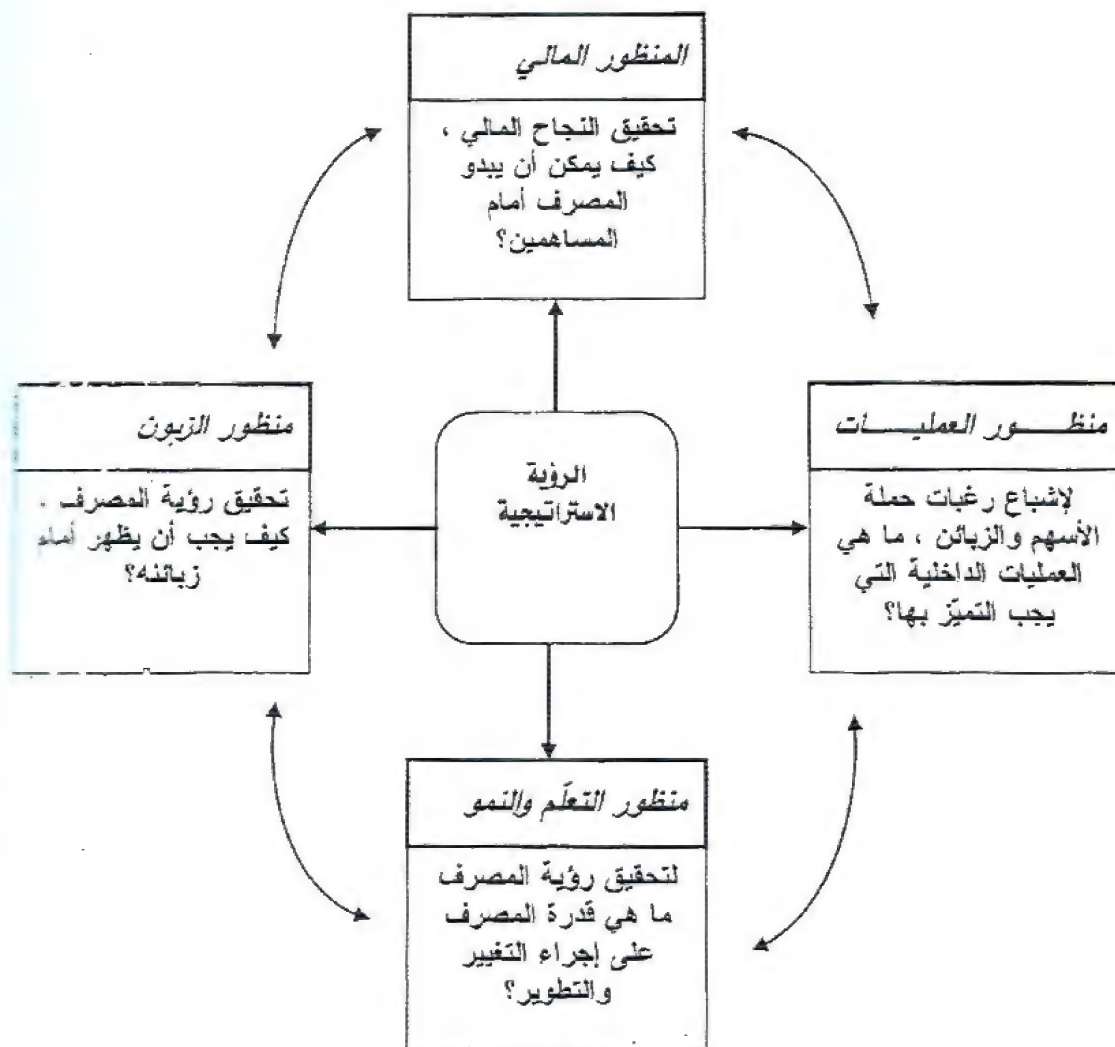 المنظور المالي
تحقيق النجاح المالي ،
كيف يمكن أن يبدو
المصرف أمام
المساهمين؟
منظـــــور العمليـــــات
لإشباع رغبات حملة
الأسهم والزبائن ، ما هي
العمليات الداخلية التي
يجب التميّز بها؟
الرؤية
الاستراتيجية
منظور الزبون
تحقيق رؤية المصرف ،
كيف يجب أن يظهر أمام
زبائنه؟
منظور التعلّم والنمو
لتحقيق رؤية المصرف
ما هي قدرة المصرف
على إجراء التغيير
والتطوير؟